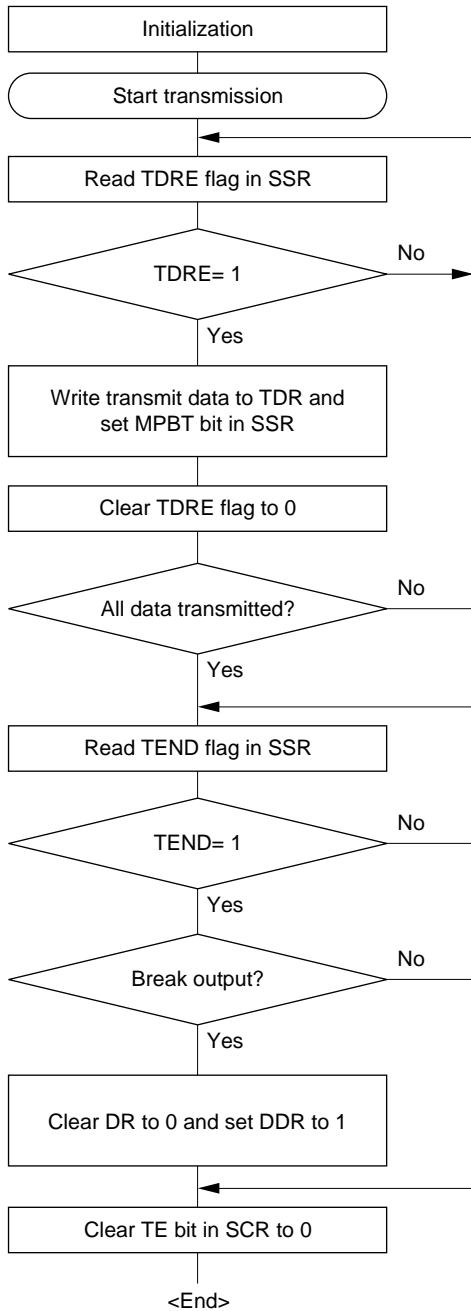 Initialization
Start transmission
Read TDRE flag in SSR
TDRE= 1
No
Yes
Write transmit data to TDR and
set MPBT bit in SSR
Clear TDRE flag to 0
All data transmitted?
No
Yes
Read TEND flag in SSR
TEND= 1
No
Yes
Break output?
No
Yes
Clear DR to 0 and set DDR to 1
Clear TE bit in SCR to 0
<End>